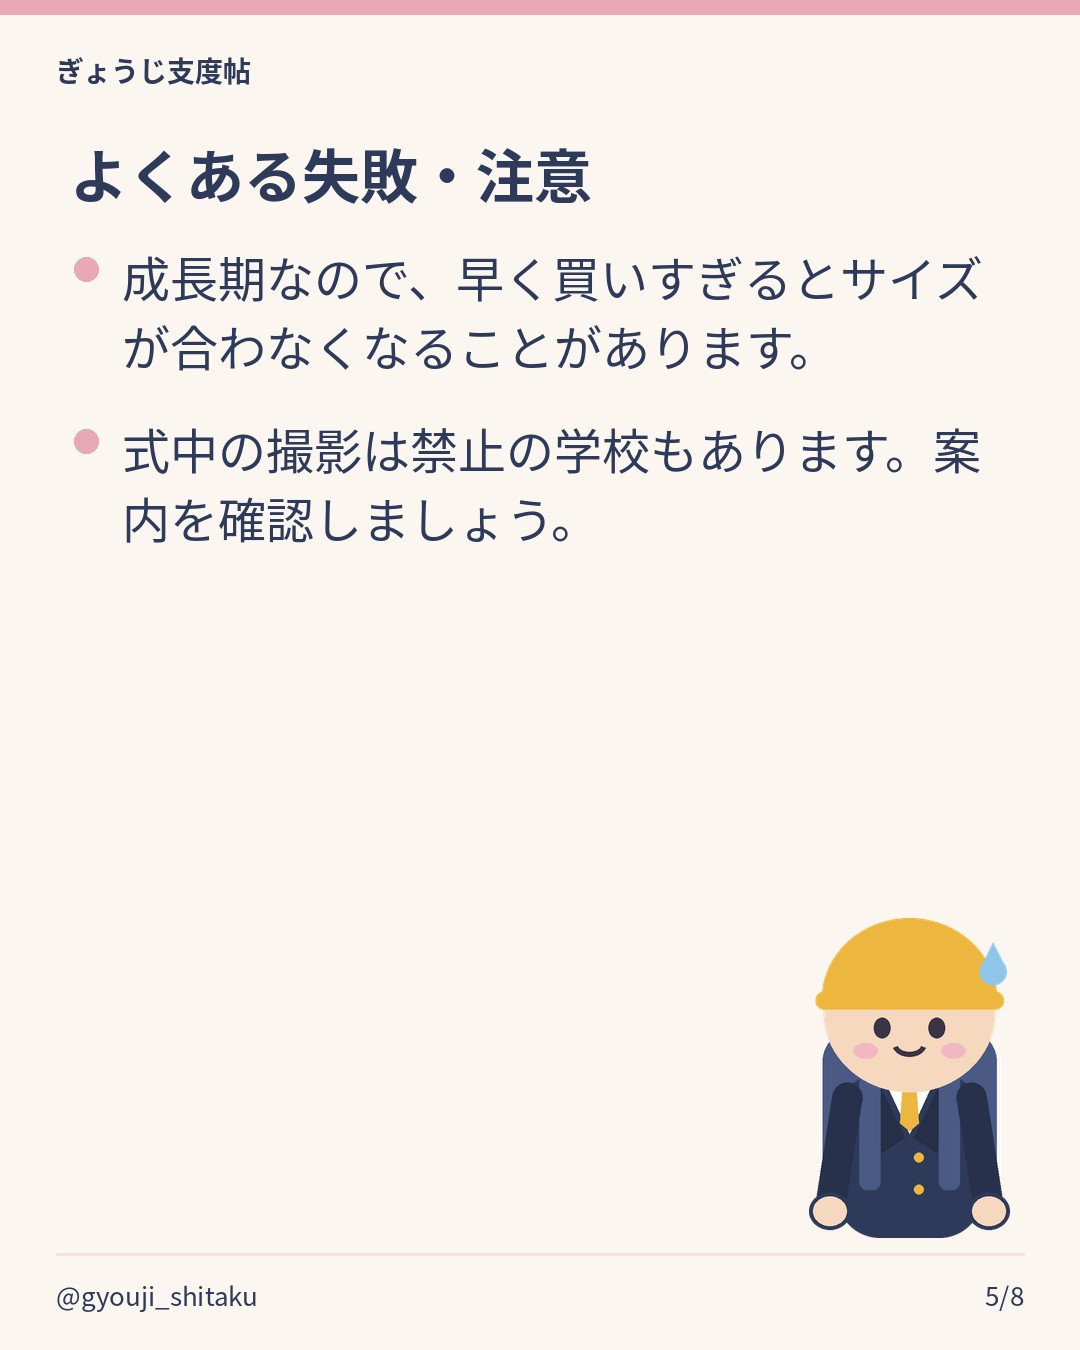 ぎょうじ支度帖
よくある失敗・注意
成長期なので、早く買いすぎるとサイズ
が合わなくなることがあります。
式中の撮影は禁止の学校もあります。案
内を確認しましょう。
@gyouji_shitaku
5/8